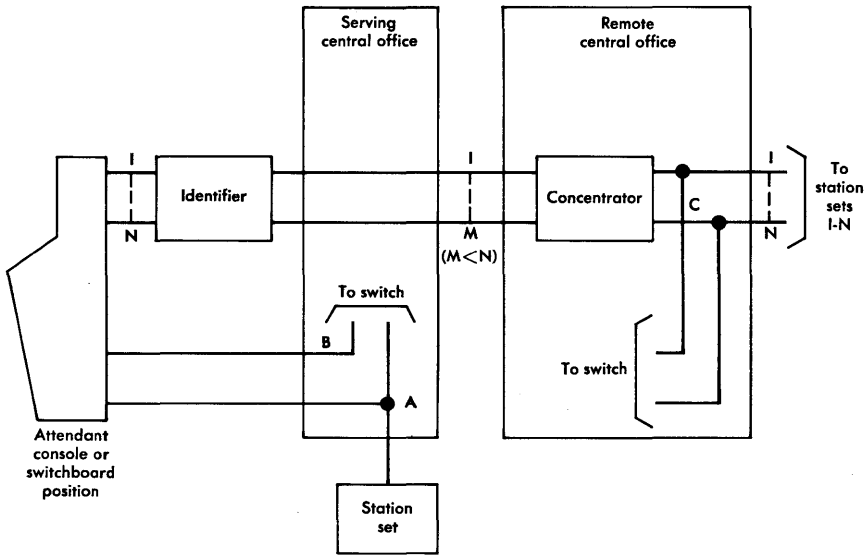 Serving
central office
Remote
central office
I
N
Identifier
I
M
(M<N)
Concentrator
C
I
N
To
station
sets
I-N
To switch
B
A
To switch
Attendant
console or
switchboard
position
Station
set